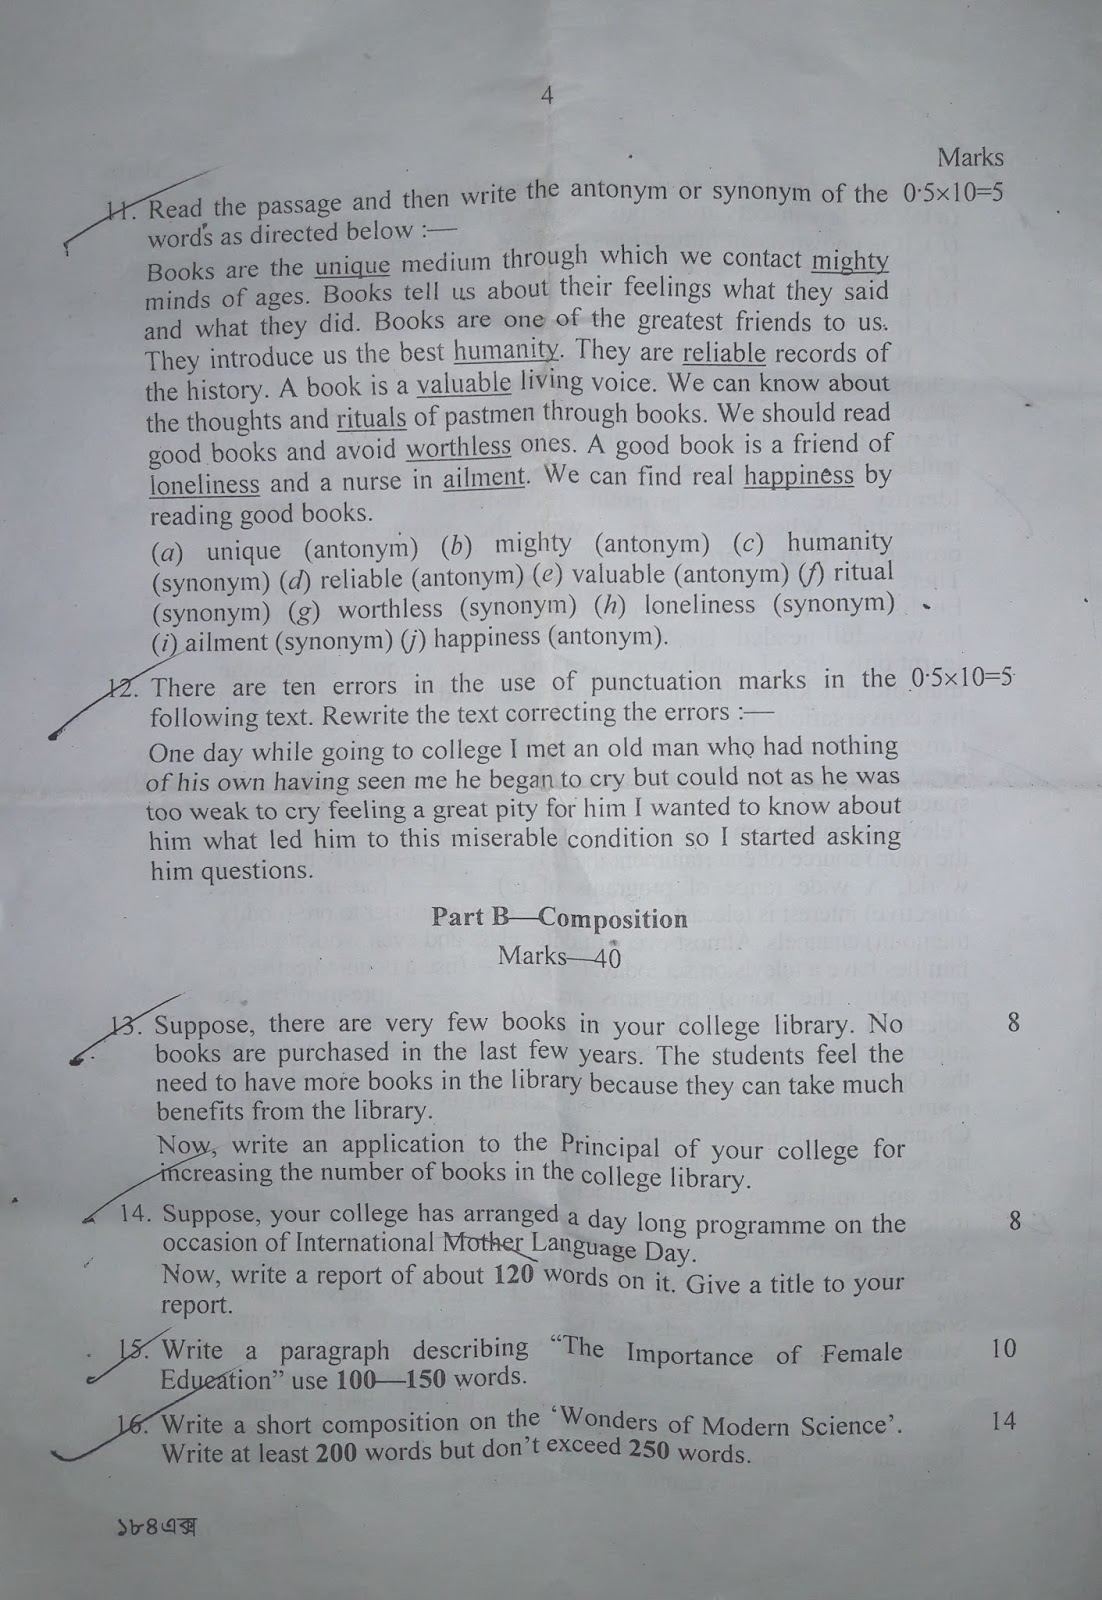 4
Marks
11. Read the passage and then write the antonym or synonym of the 0·5×10=5
words as directed below :—
Books are the unique medium through which we contact mighty
minds of ages. Books tell us about their feelings what they said
and what they did. Books are one of the greatest friends to us.
They introduce us the best humanity. They are reliable records of
the history. A book is a valuable living voice. We can know about
the thoughts and rituals of pastmen through books. We should read
good books and avoid worthless ones. A good book is a friend of
loneliness and a nurse in ailment. We can find real happiness by
reading good books.
(a) unique (antonym) (b) mighty (antonym) (c) humanity
(synonym) (d) reliable (antonym) (e) valuable (antonym) (f) ritual
(synonym) (g) worthless (synonym) (h) loneliness (synonym)
(i) ailment (synonym) (j) happiness (antonym).
12. There are ten errors in the use of punctuation marks in the 0·5×10=5
following text. Rewrite the text correcting the errors :—
One day while going to college I met an old man who had nothing
of his own having seen me he began to cry but could not as he was
too weak to cry feeling a great pity for him I wanted to know about
him what led him to this miserable condition so I started asking
him questions.
Part B—Composition
Marks—40
13. Suppose, there are very few books in your college library. No 8
books are purchased in the last few years. The students feel the
need to have more books in the library because they can take much
benefits from the library.
Now, write an application to the Principal of your college for
increasing the number of books in the college library.
14. Suppose, your college has arranged a day long programme on the 8
occasion of International Mother Language Day.
Now, write a report of about 120 words on it. Give a title to your
report.
15. Write a paragraph describing “The Importance of Female 10
Education” use 100—150 words.
16. Write a short composition on the ‘Wonders of Modern Science’. 14
Write at least 200 words but don’t exceed 250 words.
১৮৪এক্স